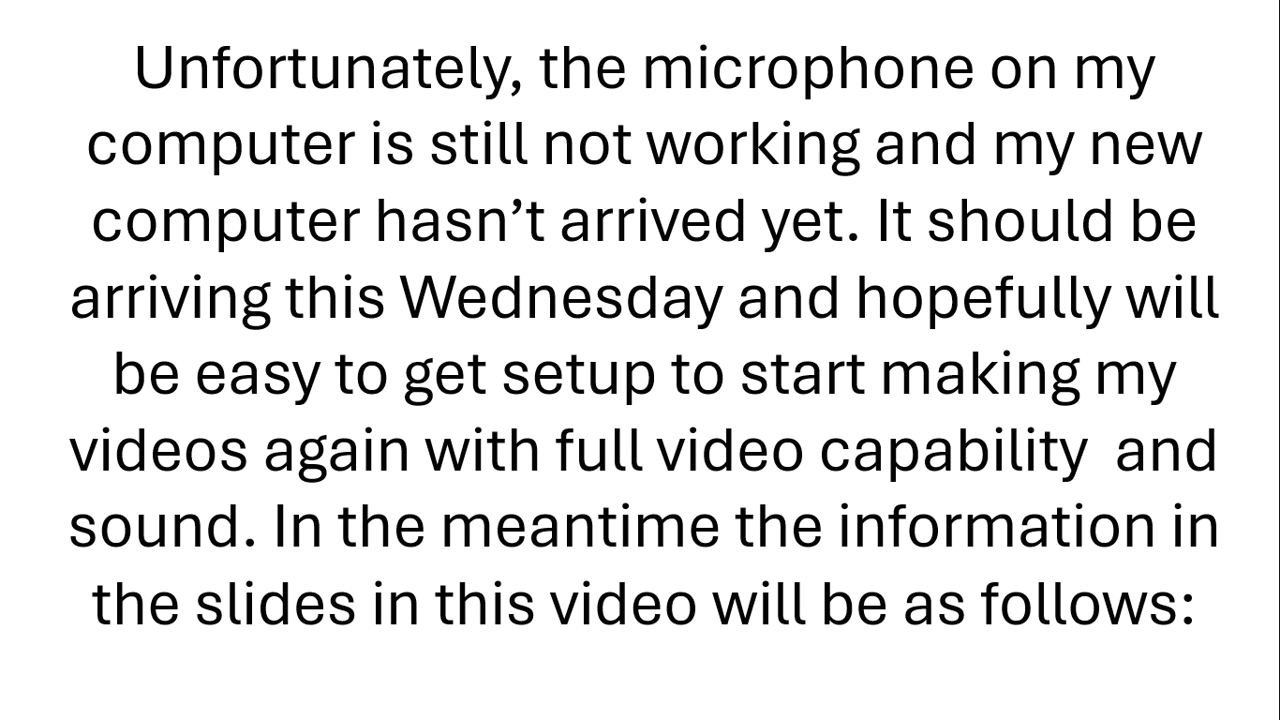 Unfortunately, the microphone on my
computer is still not working and my new
computer hasn’t arrived yet. It should be
arriving this Wednesday and hopefully will
be easy to get setup to start making my
videos again with full video capability  and
sound. In the meantime the information in
the slides in this video will be as follows: